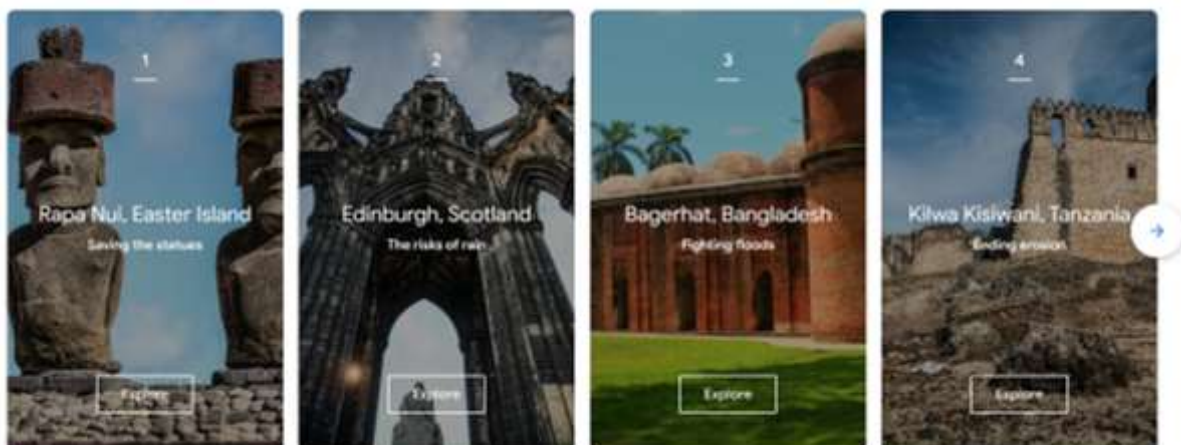 1
Rapa Nui, Easter Island
Saving the statues
Explore
2
Edinburgh, Scotland
The risks of rain
Explore
3
Bagerhat, Bangladesh
Fighting floods
Explore
4
Kilwa Kisiwani, Tanzania
Ending erosion
Explore